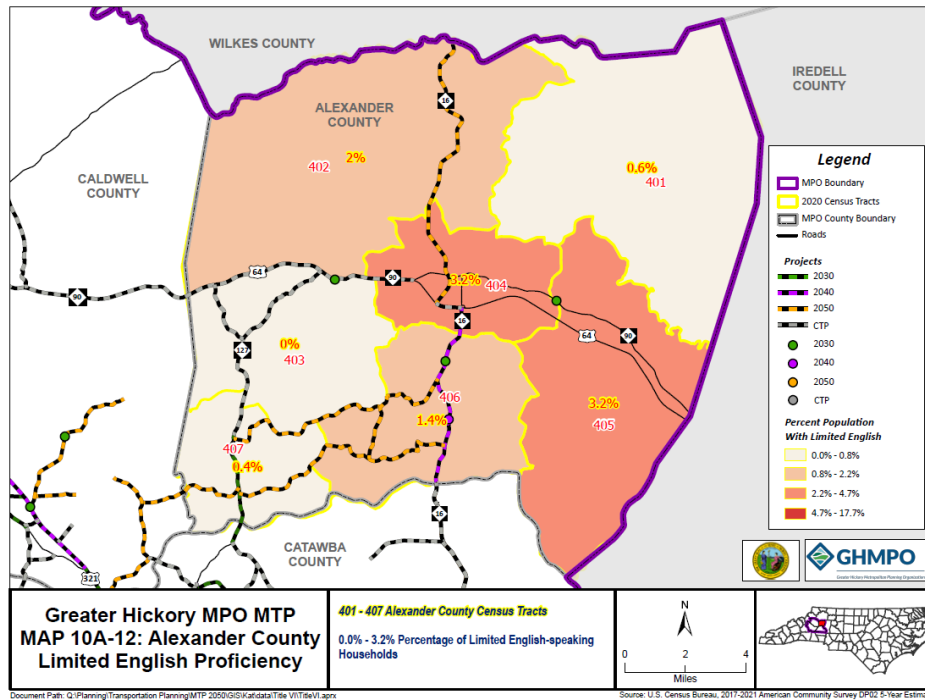 WILKES COUNTY
IREDELL
COUNTY
16
ALEXANDER
COUNTY
2%
402
0.6%
401
CALDWELL
COUNTY
64
90
90
3.2%
404
16
64
90
127
0%
403
406
1.4%
3.2%
405
407
0.4%
16
CATAWBA
COUNTY
321
Legend
MPO Boundary
2020 Census Tracts
MPO County Boundary
Roads
Projects
2030
2040
2050
CTP
2030
2040
2050
CTP
Percent Population
With Limited English
0.0% - 0.8%
0.8% - 2.2%
2.2% - 4.7%
4.7% - 17.7%
GHMPO
Greater Hickory Metropolitan Planning Organization
Greater Hickory MPO MTP
MAP 10A-12: Alexander County
Limited English Proficiency
401 - 407 Alexander County Census Tracts
0.0% - 3.2% Percentage of Limited English-speaking
Households
N
0 2 4
Miles
Document Path: Q:\Planning\Transportation Planning\MTP 2050\GIS\Kat\data\Title VI\TitleVI.aprx
Source: U.S. Census Bureau, 2017-2021 American Community Survey DP02 5-Year Estima